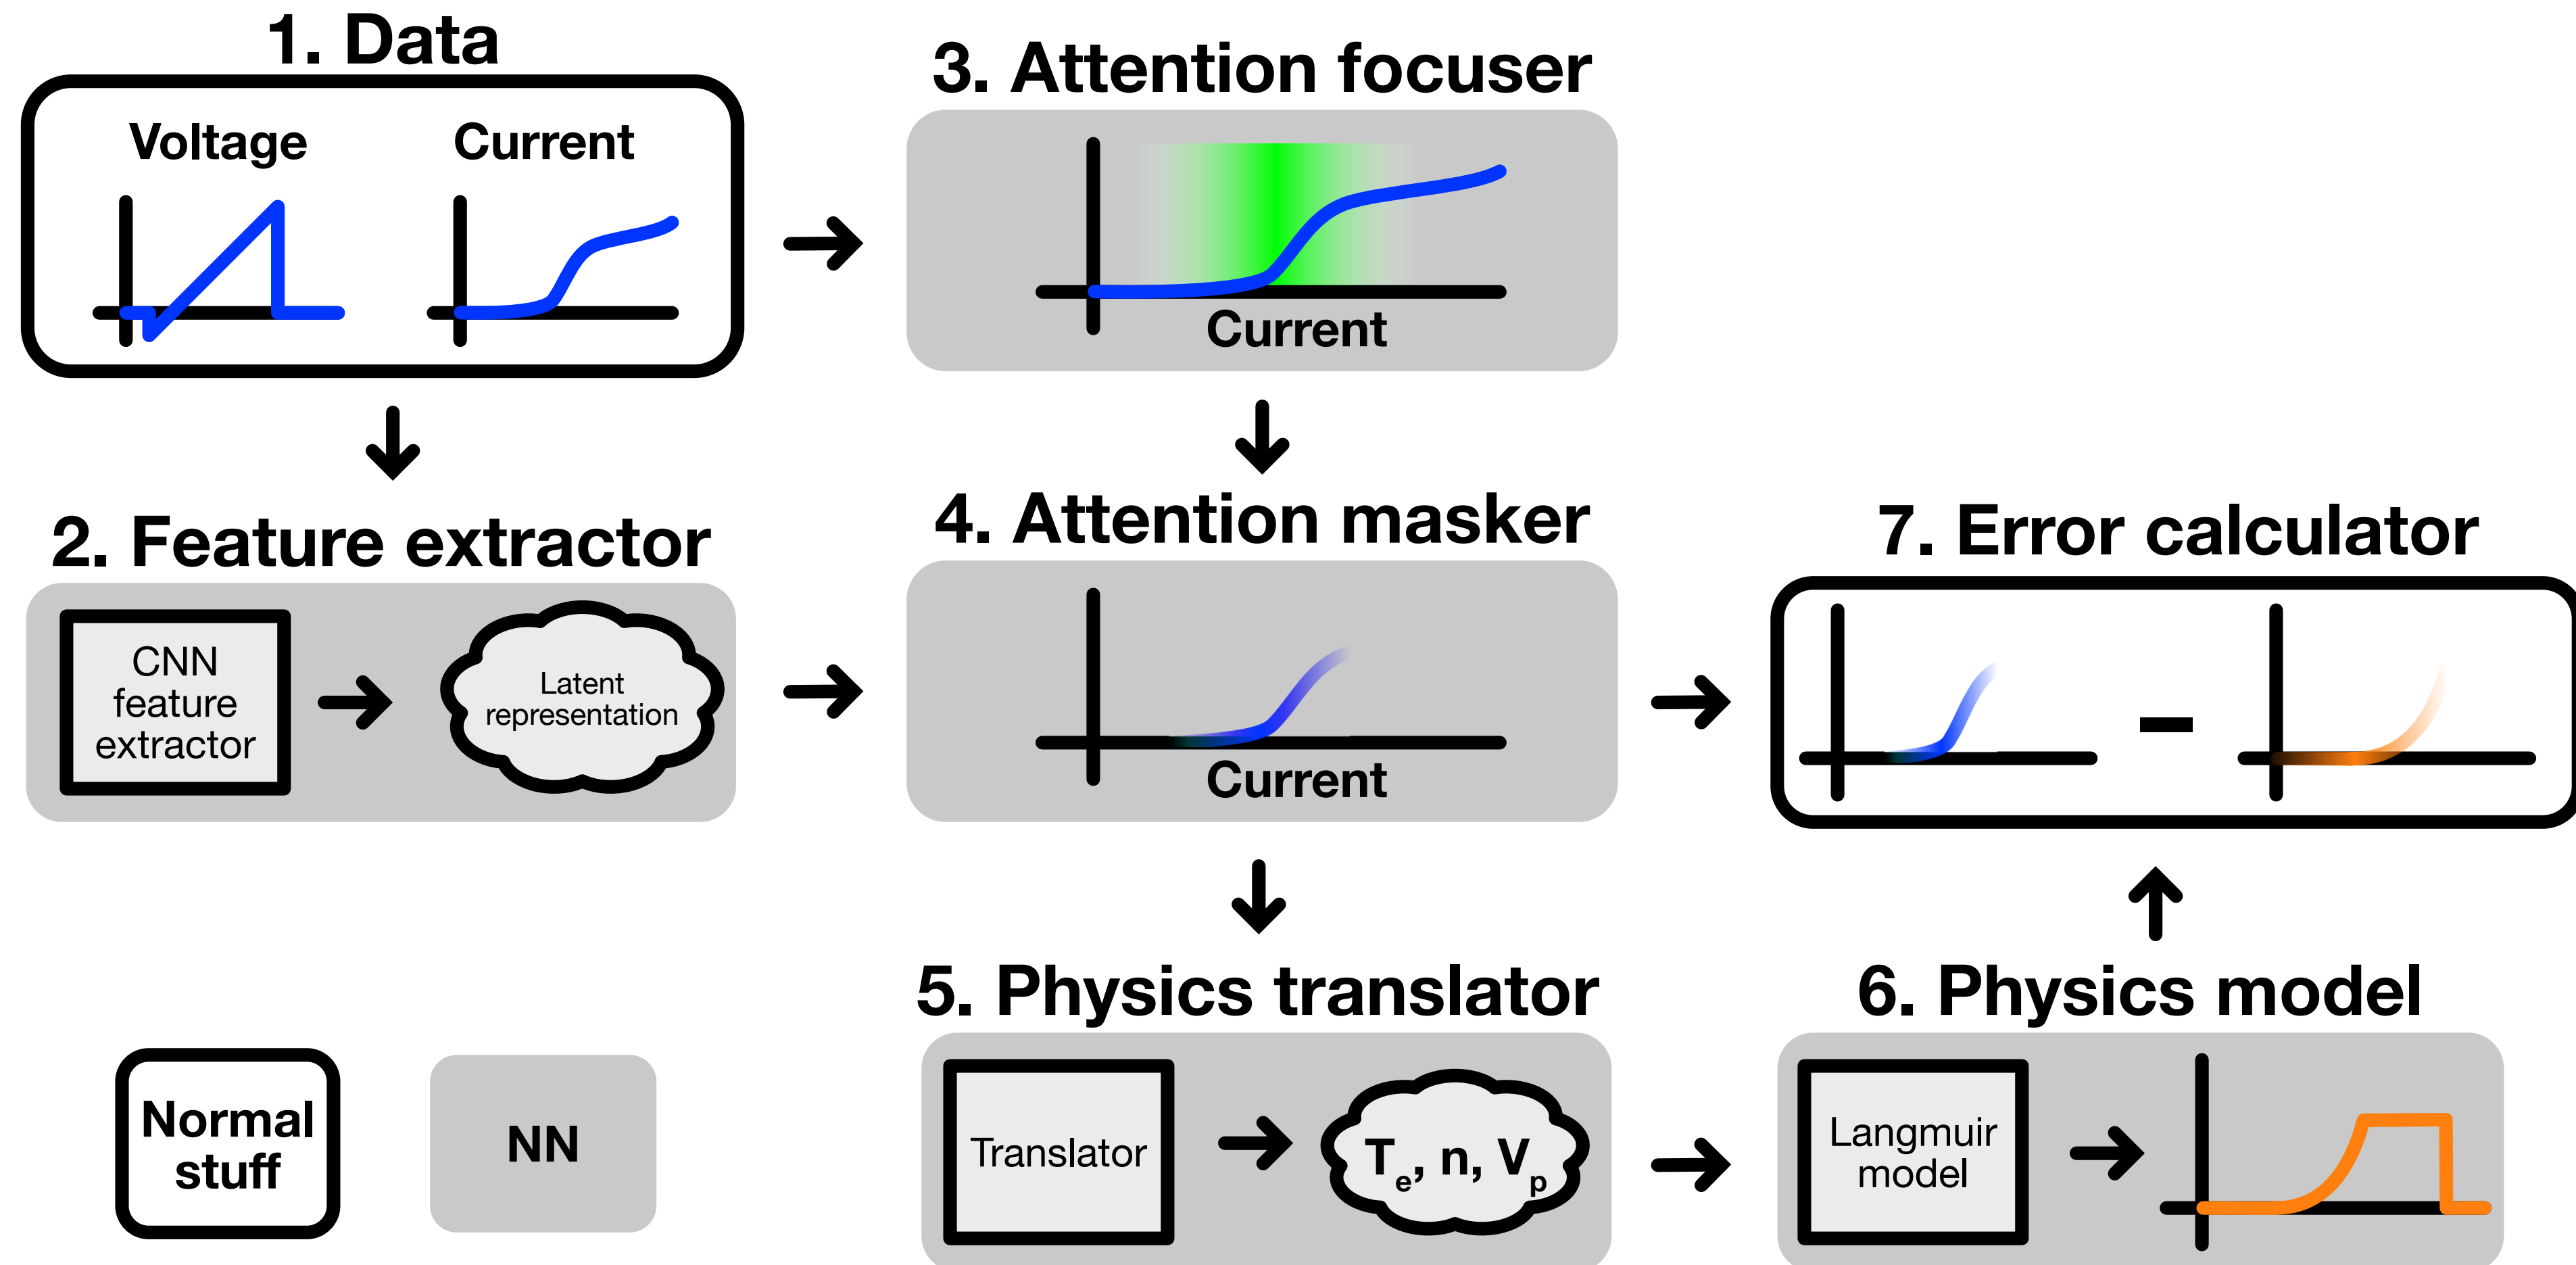 1. Data
Voltage
Current
3. Attention focuser
Current
2. Feature extractor
CNN
feature
extractor
Latent
representation
4. Attention masker
Current
7. Error calculator
5. Physics translator
Translator
Te, n, Vp
6. Physics model
Langmuir
model
Normal
stuff
NN